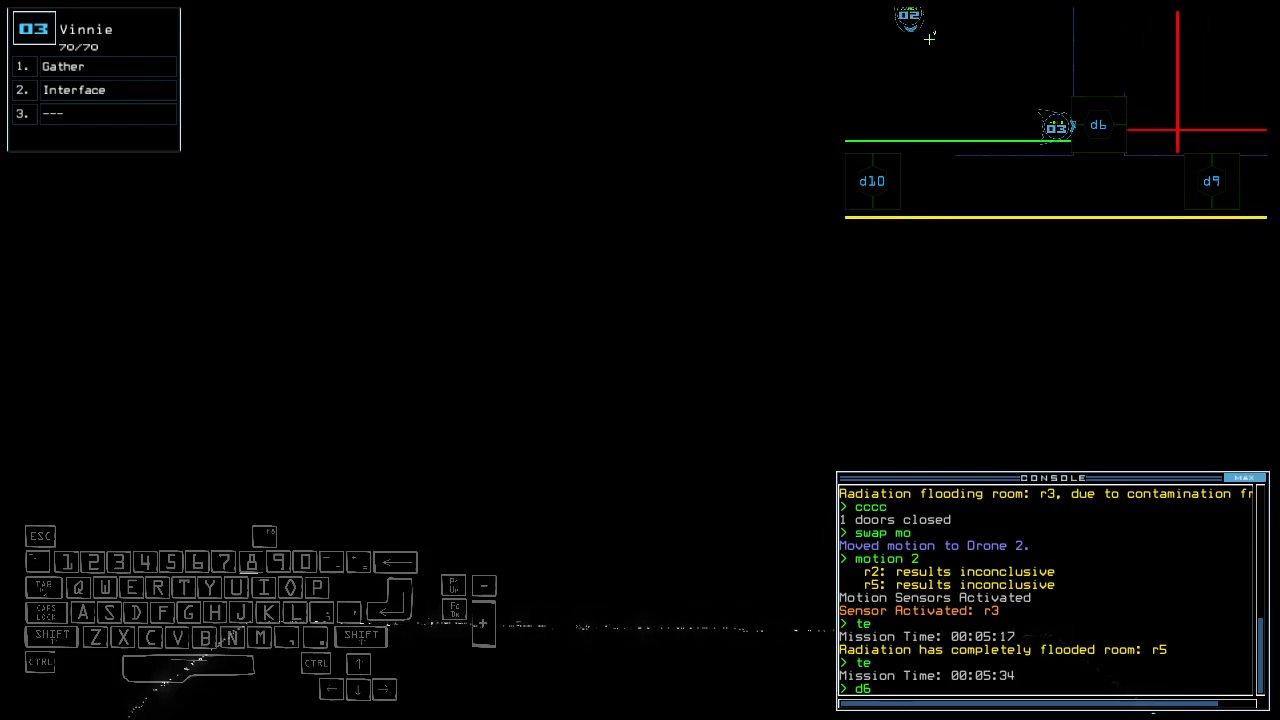 03 Vinnie
70/70
1. Gather
2. Interface
3. ---
02
03
d6
d10
d9
CONSOLE
MAX
Radiation flooding room: r3, due to contamination fr
> cccc
1 doors closed
> swap mo
Moved motion to Drone 2.
> motion 2
r2: results inconclusive
r5: results inconclusive
Motion Sensors Activated
Sensor Activated: r3
> te
Mission Time: 00:05:17
Radiation has completely flooded room: r5
> te
Mission Time: 00:05:34
> d6
ESC
1 2 3 4 5 6 7 8 9 0 - ←
TAB Q W E R T Y U I O P
CAPS LOCK A S D F G H J K L ; '
SHIFT Z X C V B N M , . SHIFT
CTRL CTRL ↑
← ↓ →
- +